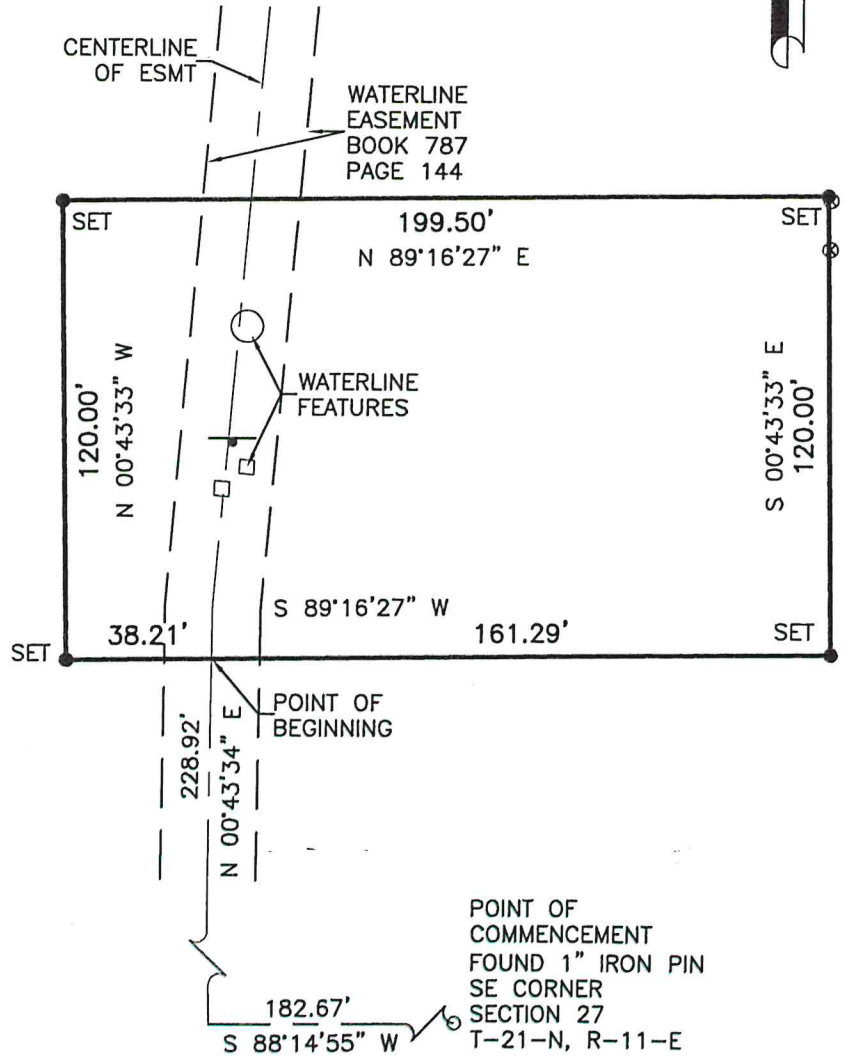 CENTERLINE
OF ESMT
WATERLINE
EASEMENT
BOOK 787
PAGE 144
SET
199.50'
SET
N 89°16'27" E
120.00'
N 00°43'33" W
WATERLINE
FEATURES
S 00°43'33" E
120.00'
S 89°16'27" W
38.21'
161.29'
SET
SET
POINT OF
BEGINNING
228.92'
N 00°43'34" E
POINT OF
COMMENCEMENT
FOUND 1" IRON PIN
SE CORNER
SECTION 27
T-21-N, R-11-E
182.67'
S 88°14'55" W